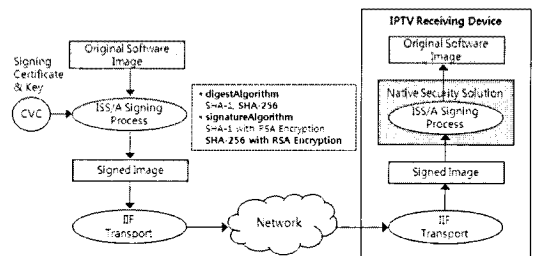 Signing
Certificate
& Key
CVC
Original Software
Image
ISS/A Signing
Process
Signed Image
IIF
Transport
• digestAlgorithm
SHA-1, SHA-256
• signatureAlgorithm
SHA-1 with RSA Encryption
SHA-256 with RSA Encryption
Network
IPTV Receiving Device
Original Software
Image
Native Security Solution
ISS/A Signing
Process
Signed Image
IIF
Transport